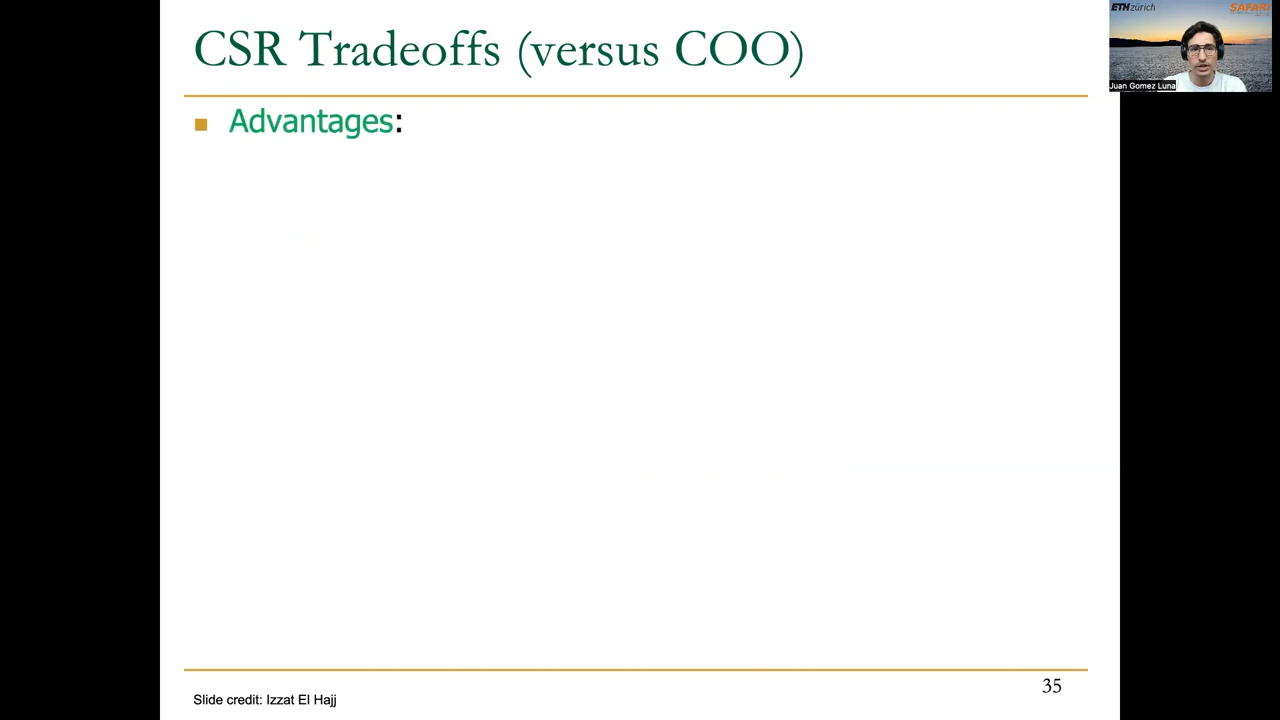 CSR Tradeoffs (versus COO)
ETH zürich
SAFARI
Juan Gomez Luna
Advantages:
Slide credit: Izzat El Hajj
35